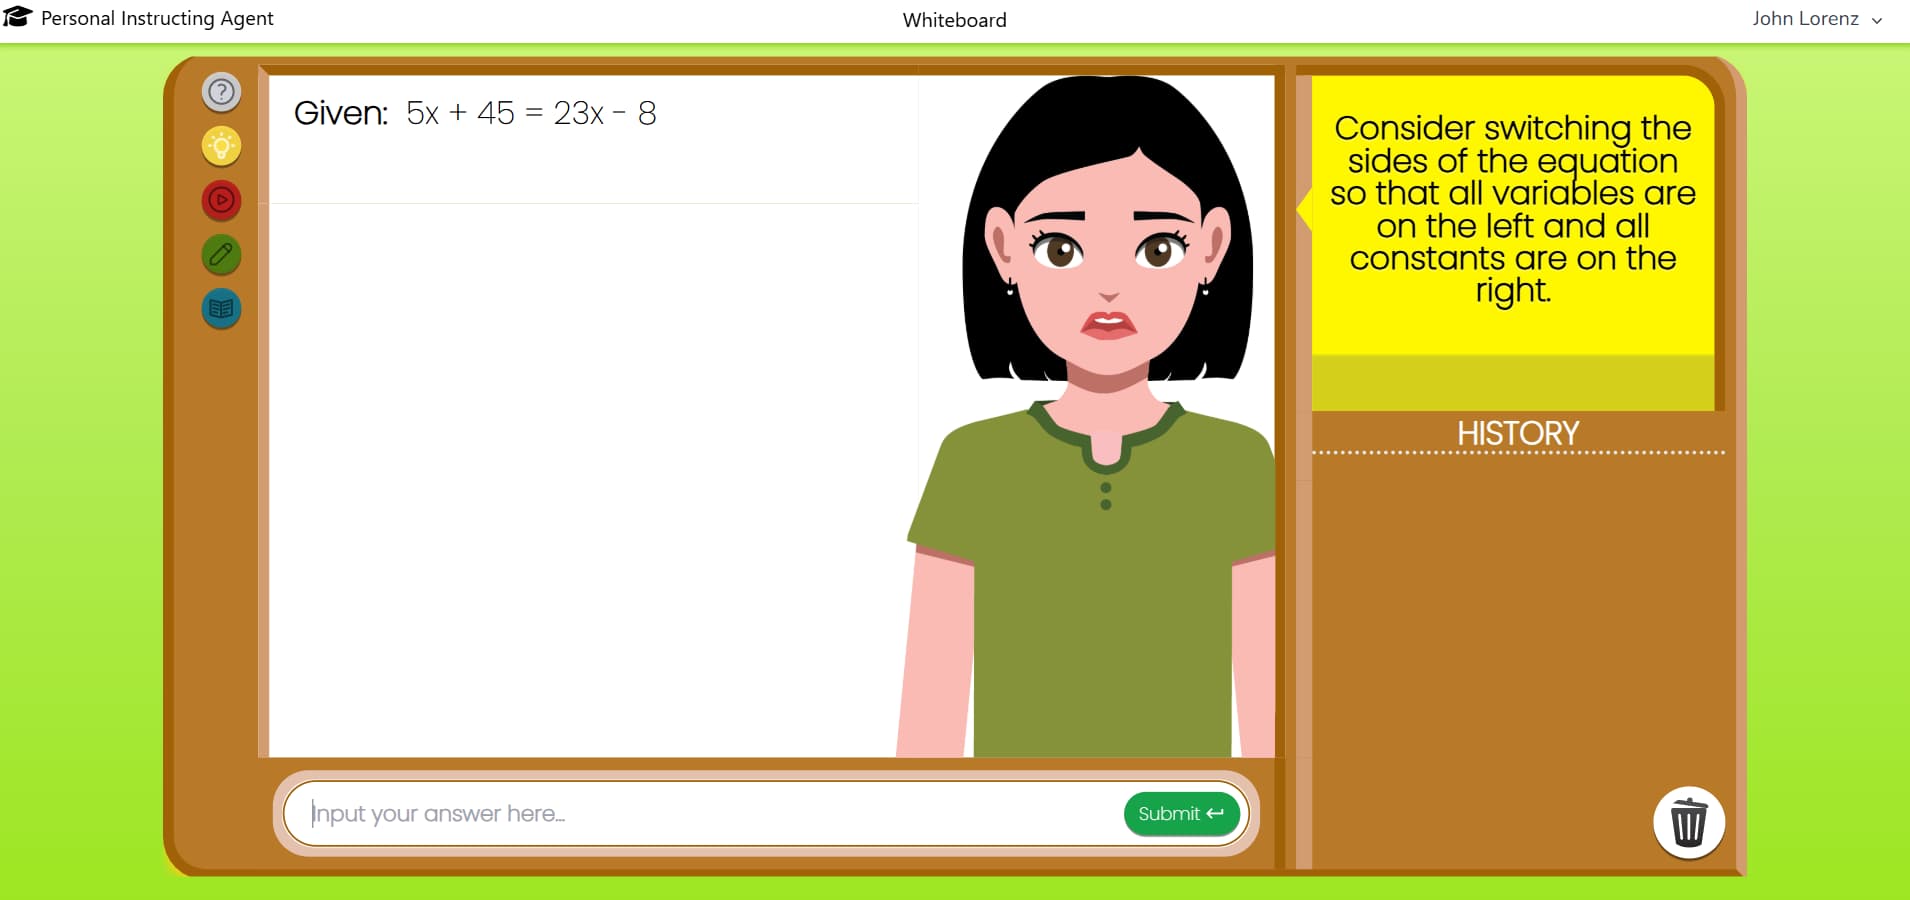 Personal Instructing Agent
Whiteboard
John Lorenz
Given: 5x + 45 = 23x - 8
Consider switching the
sides of the equation
so that all variables are
on the left and all
constants are on the
right.
HISTORY
Input your answer here...
Submit